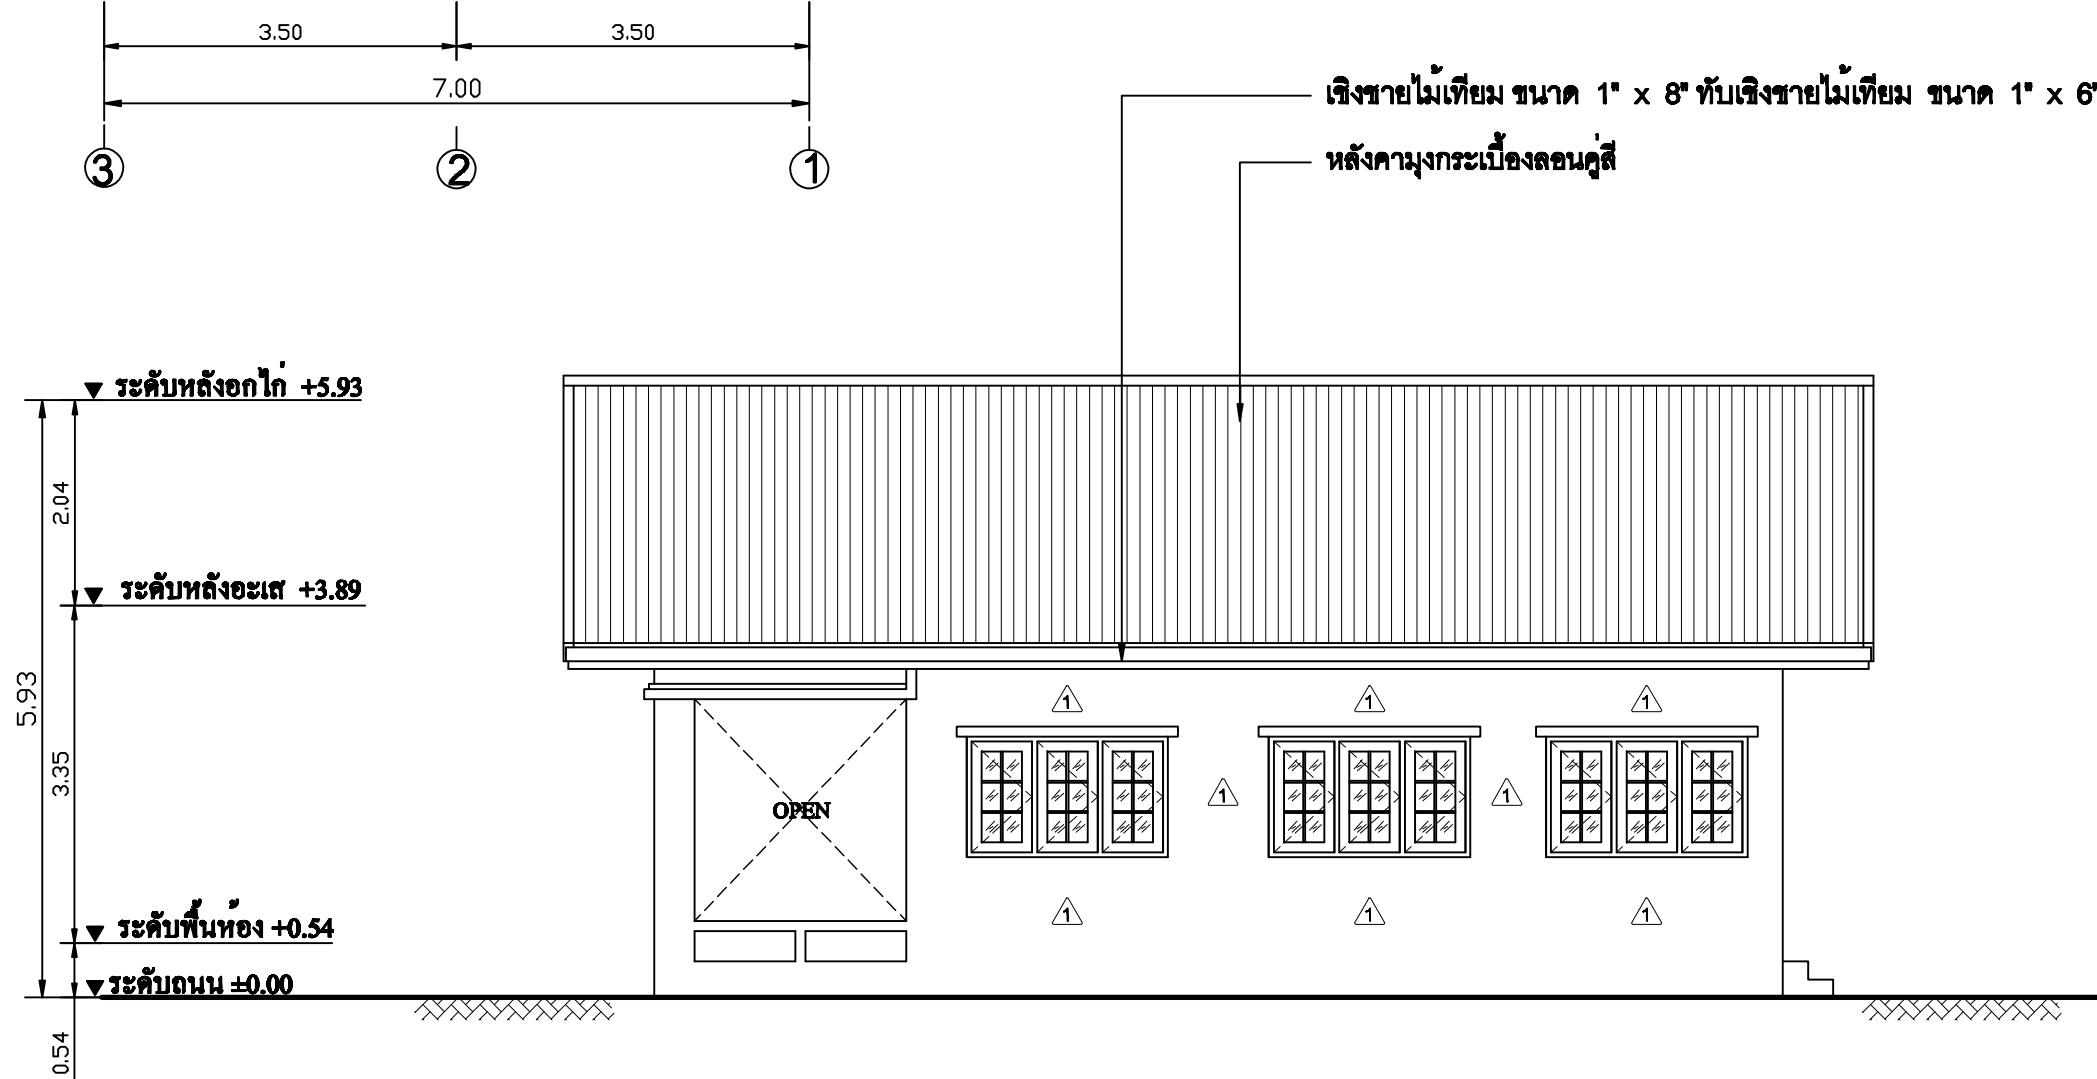 3.50 3.50
7.00
3 2 1
เชิงชายไม้เทียม ขนาด 1" x 8" ทับเชิงชายไม้เทียม ขนาด 1" x 6"
หลังคามุงกระเบื้องลอนคู่สี
ระดับหลังอกไก่ +5.93
2.04
ระดับหลังอะเส +3.89
5.93
3.35
1 1 1
OPEN
1 1
1 1 1
ระดับพื้นห้อง +0.54
ระดับถนน ±0.00
0.54